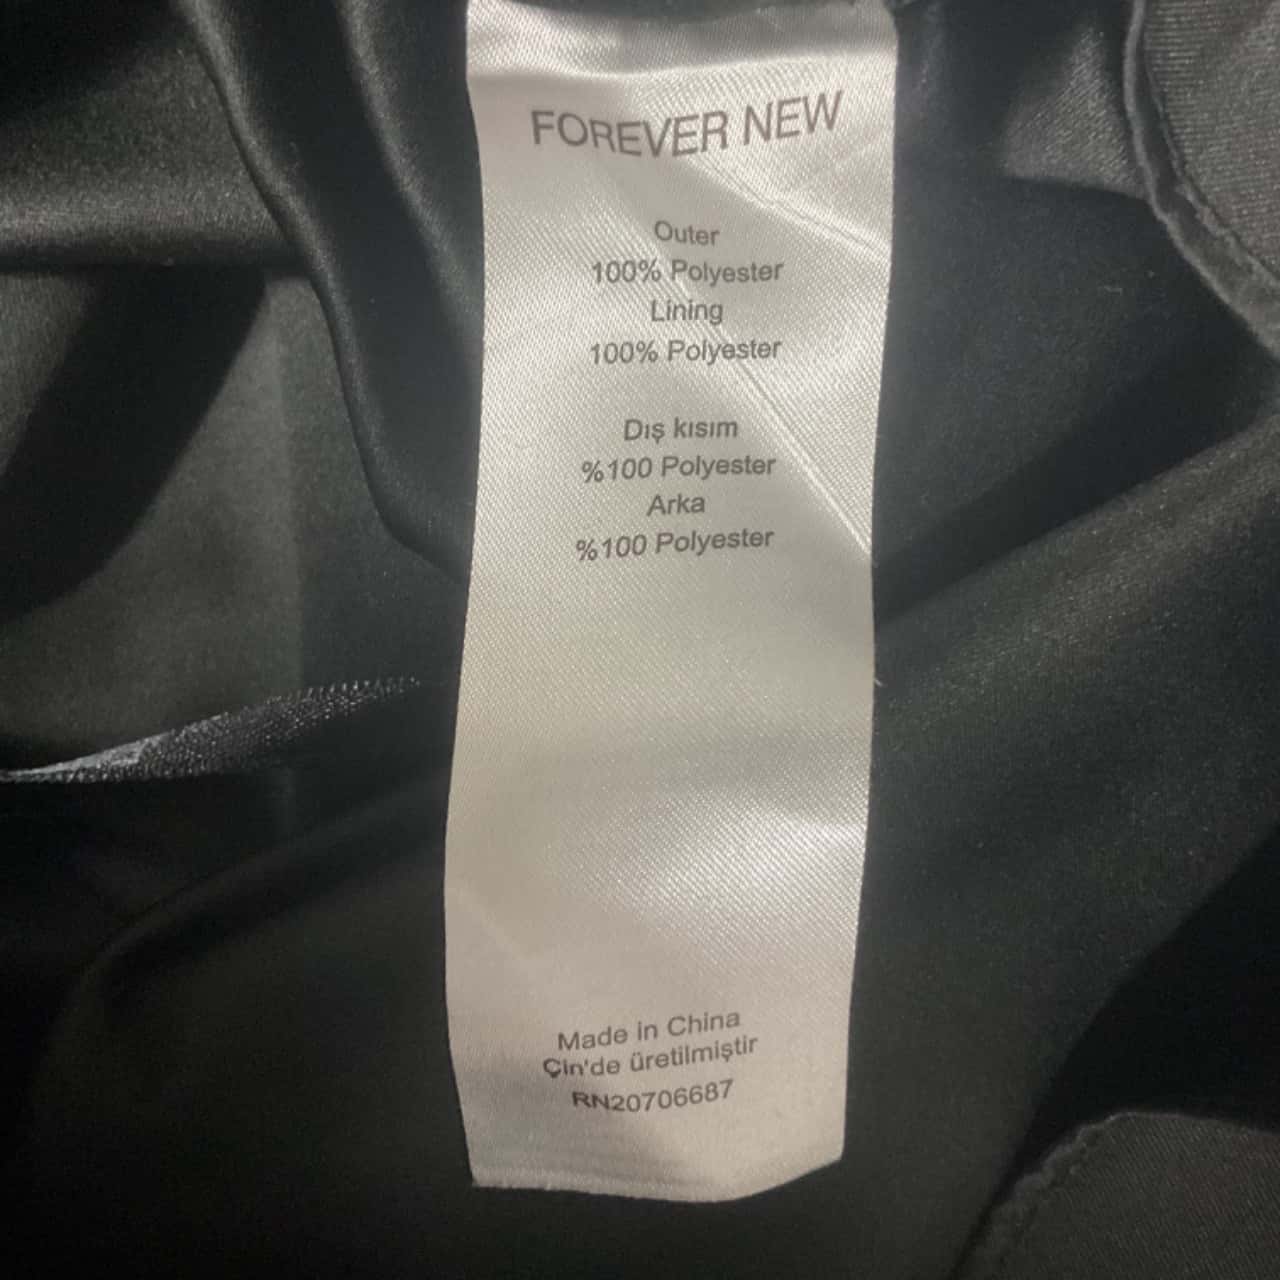 FOREVER NEW
Outer
100% Polyester
Lining
100% Polyester
Dış kısım
%100 Polyester
Arka
%100 Polyester
Made in China
Çin'de üretilmiştir
RN20706687